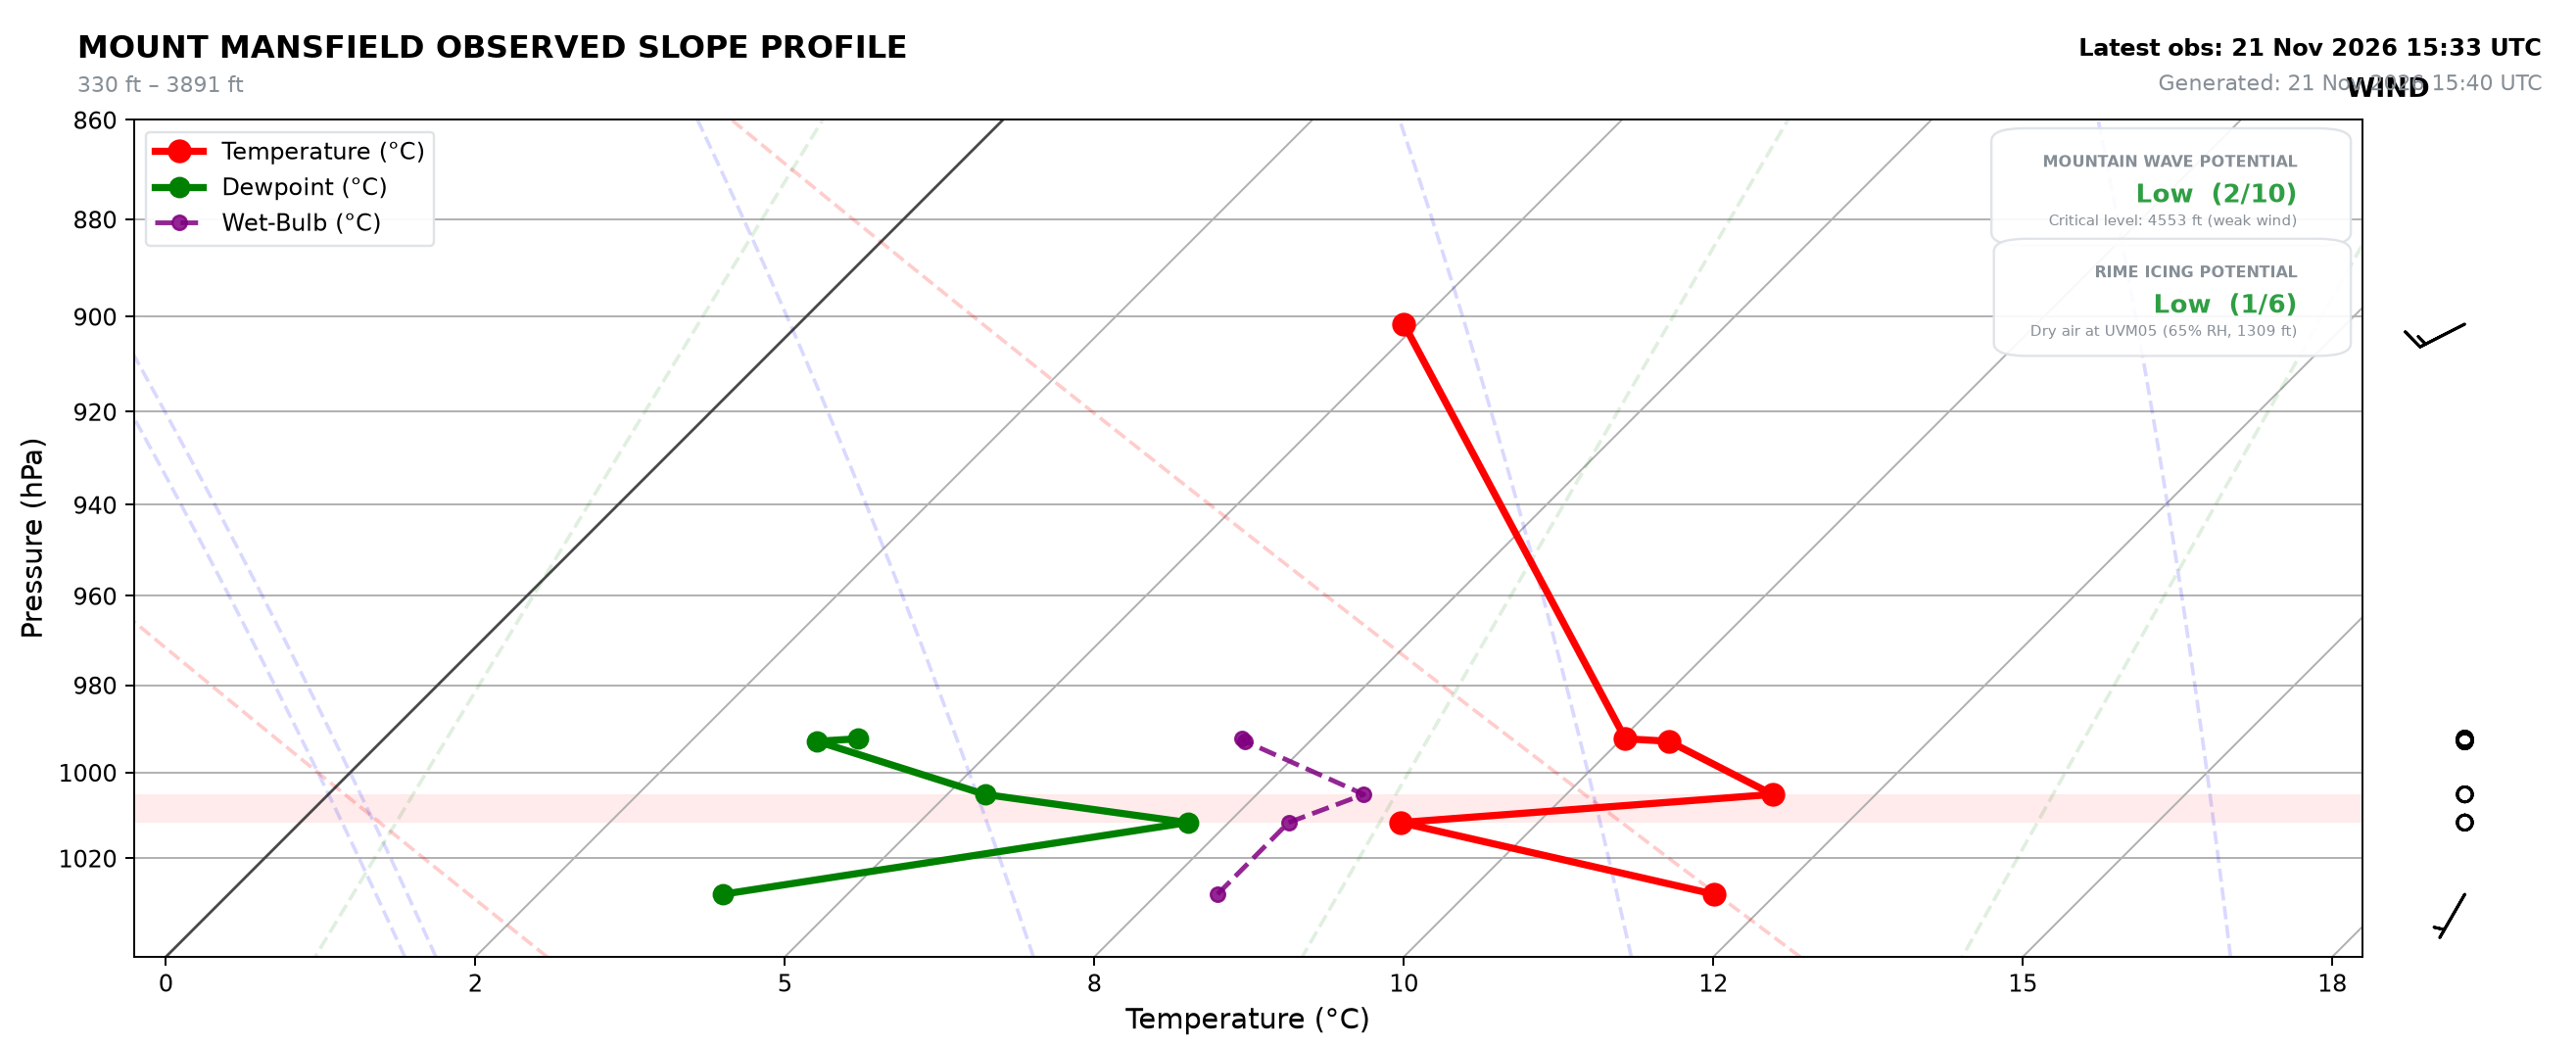 MOUNT MANSFIELD OBSERVED SLOPE PROFILE
330 ft – 3891 ft
Latest obs: 21 Nov 2026 15:33 UTC
Generated: 21 Nov 2026 15:40 UTC
WIND
Temperature (°C)
Dewpoint (°C)
Wet-Bulb (°C)
MOUNTAIN WAVE POTENTIAL
Low (2/10)
Critical level: 4553 ft (weak wind)
RIME ICING POTENTIAL
Low (1/6)
Dry air at UVM05 (65% RH, 1309 ft)
Pressure (hPa)
860
880
900
920
940
960
980
1000
1020
0 2 5 8 10 12 15 18
Temperature (°C)